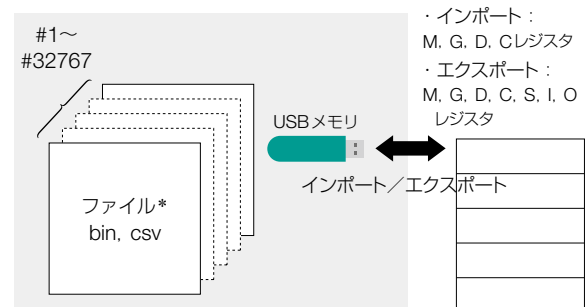 #1～
#32767
ファイル*
bin, csv
USBメモリ
インポート／エクスポート
・インポート：
M, G, D, Cレジスタ
・エクスポート：
M, G, D, C, S, I, O
レジスタ